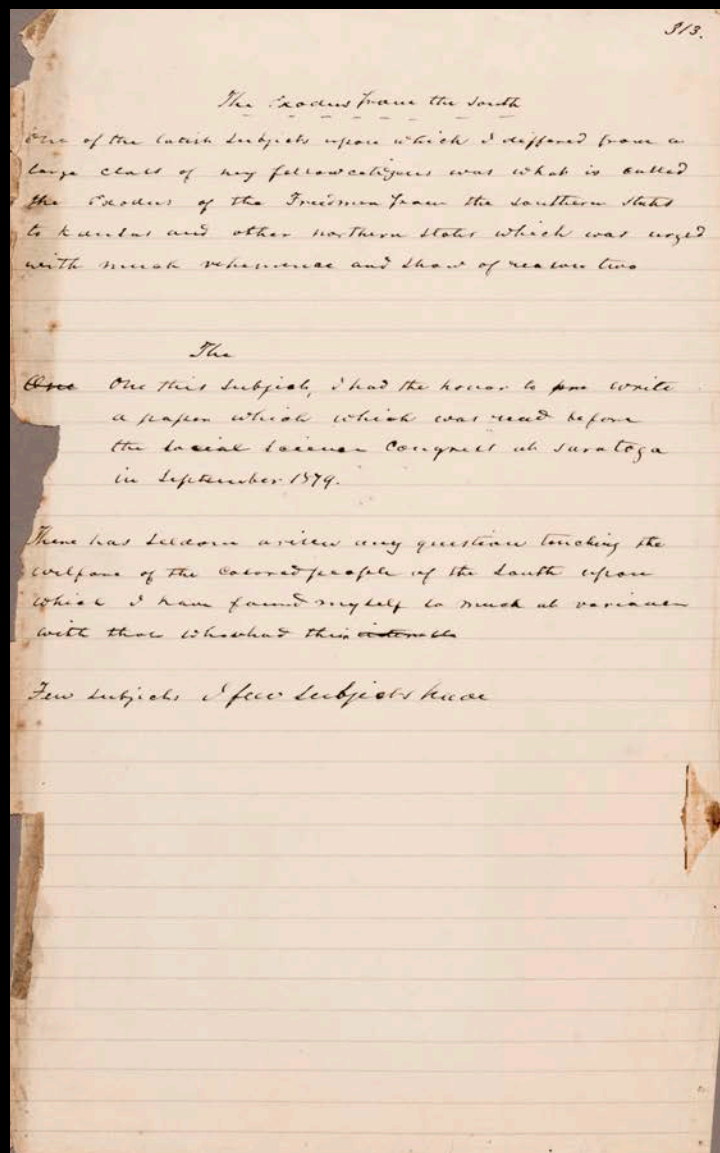 313.
The Exodus from the South
One of the latest subjects upon which I differed from a
large class of my fellow citizens was what is called
the Exodus of the Freedmen from the southern states
to Kansas and other northern states which was urged
with much vehemence and show of reason two
The
One One this subject, I had the honor to write
a paper which which was read before
the Social Science Congress at Saratoga
in September 1879.
There has seldom arisen any question touching the
welfare of the colored people of the South upon
which I have found myself so much at variance
with those who had this
Few subjects I few subjects have